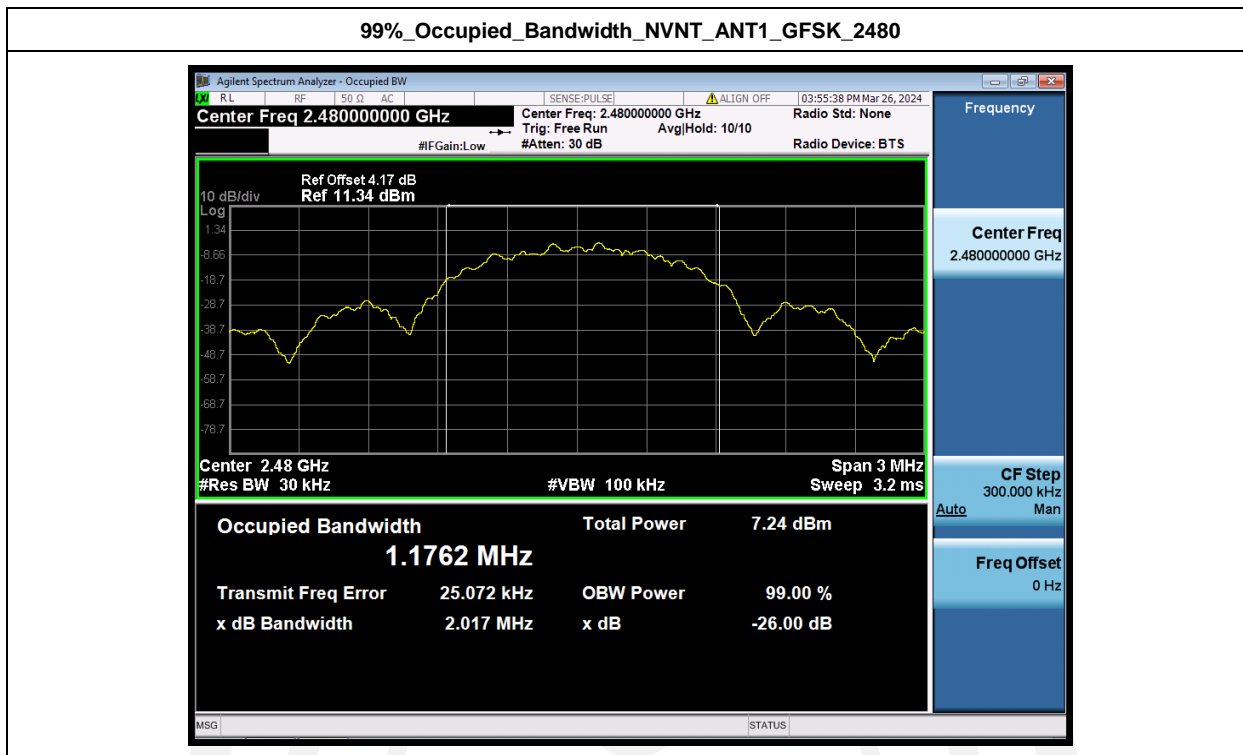 99%_Occupied_Bandwidth_NVNT_ANT1_GFSK_2480
Agilent Spectrum Analyzer - Occupied BW
LXI RL RF 50 Ω AC SENSE:PULSE ALIGN OFF 03:55:38 PM Mar 26, 2024
Center Freq 2.480000000 GHz
Center Freq: 2.480000000 GHz
Radio Std: None
Trig: Free Run Avg|Hold: 10/10
#IFGain:Low
#Atten: 30 dB
Radio Device: BTS
Frequency
Ref Offset 4.17 dB
10 dB/div Ref 11.34 dBm
Log
1.34
-8.66
-18.7
-28.7
-38.7
-48.7
-58.7
-68.7
-78.7
Center 2.48 GHz Span 3 MHz
#Res BW 30 kHz #VBW 100 kHz Sweep 3.2 ms
Center Freq
2.480000000 GHz
CF Step
300.000 kHz
Auto Man
Freq Offset
0 Hz
Occupied Bandwidth Total Power 7.24 dBm
1.1762 MHz
Transmit Freq Error 25.072 kHz OBW Power 99.00 %
x dB Bandwidth 2.017 MHz x dB -26.00 dB
MSG STATUS